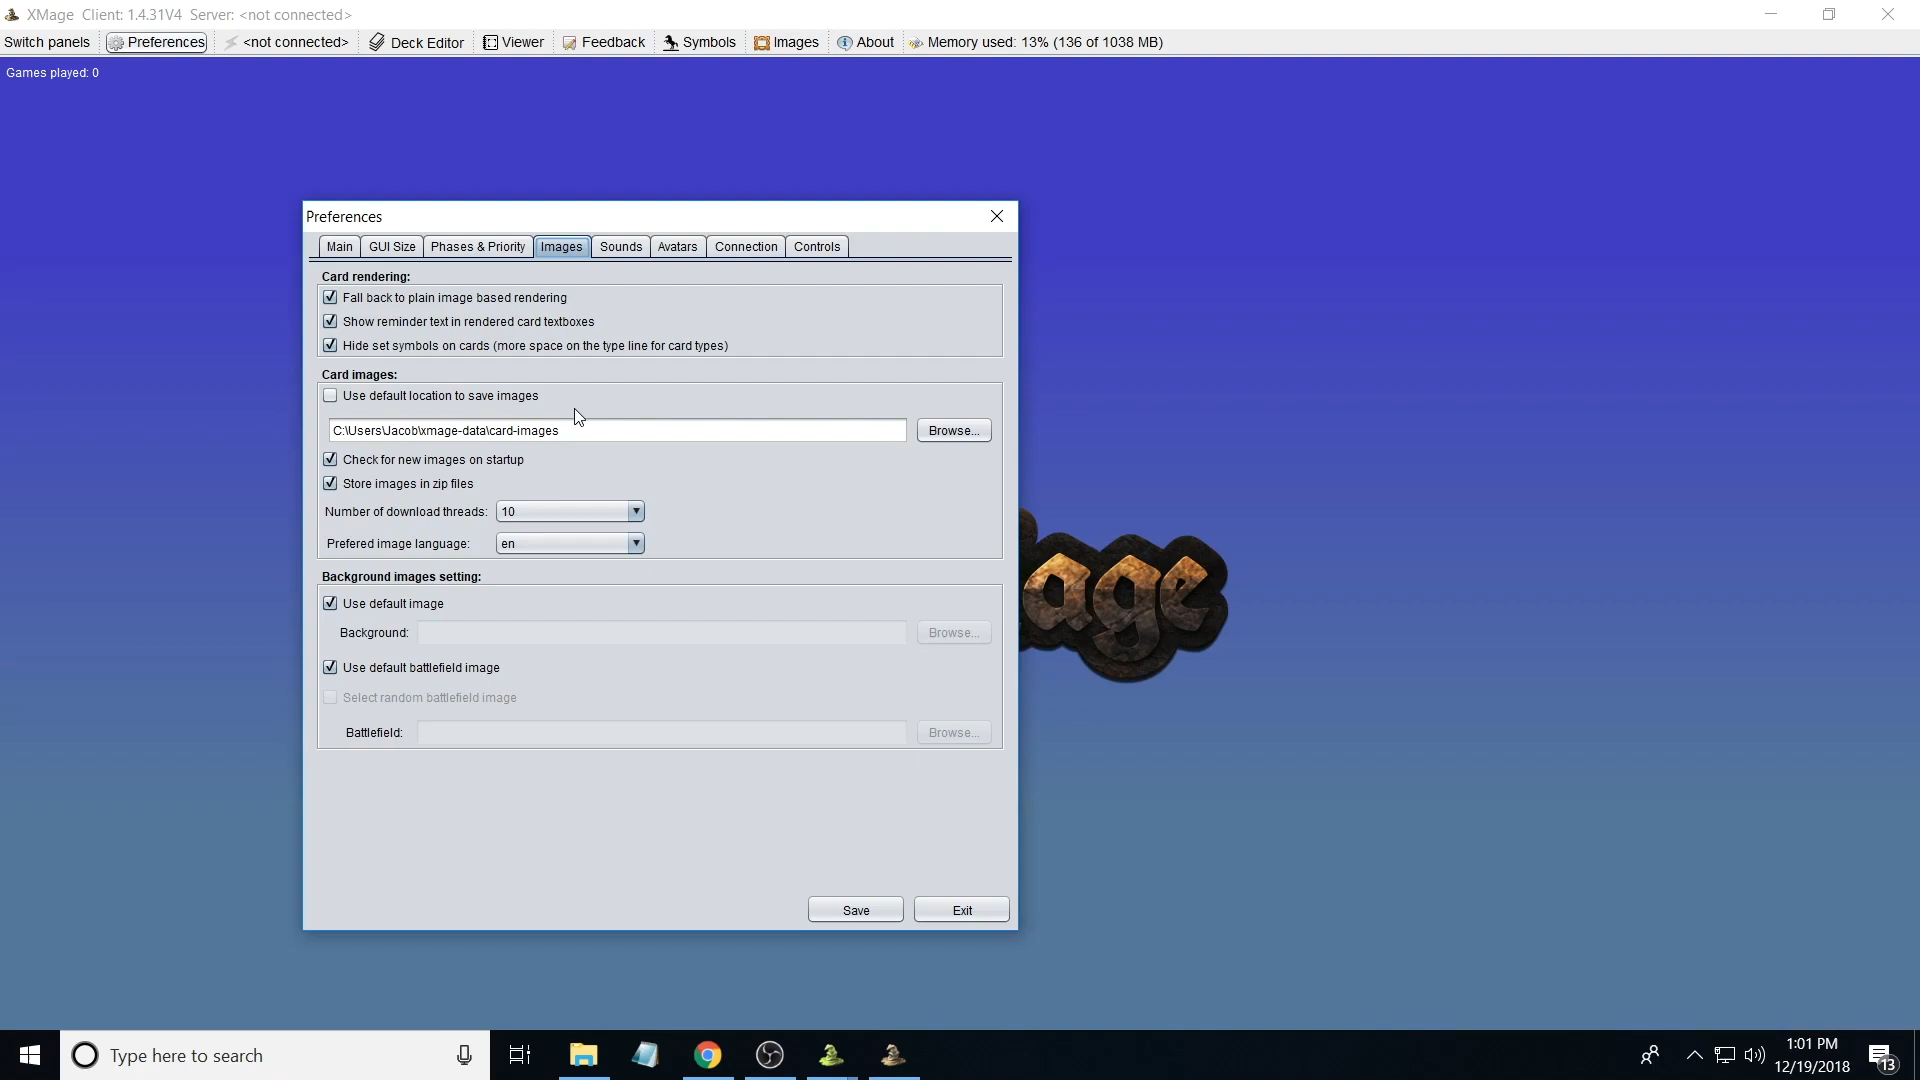 XMage Client: 1.4.31V4 Server: <not connected>
Switch panels Preferences <not connected> Deck Editor Viewer Feedback Symbols Images About Memory used: 13% (136 of 1038 MB)
Games played: 0
Preferences
Main GUI Size Phases & Priority Images Sounds Avatars Connection Controls
Card rendering:
Fall back to plain image based rendering
Show reminder text in rendered card textboxes
Hide set symbols on cards (more space on the type line for card types)
Card images:
Use default location to save images
C:\Users\Jacob\xmage-data\card-images Browse...
Check for new images on startup
Store images in zip files
Number of download threads: 10
Prefered image language: en
age
Background images setting:
Use default image
Background: Browse...
Use default battlefield image
Select random battlefield image
Battlefield: Browse...
Save Exit
Type here to search
1:01 PM
12/19/2018
13